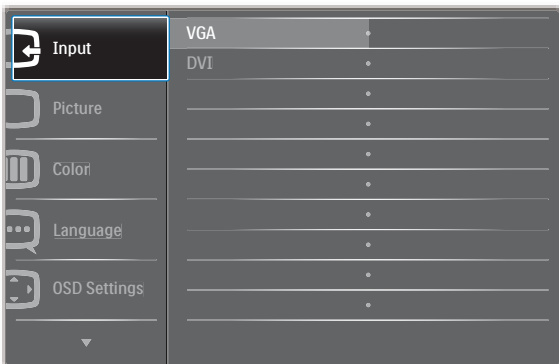 Input
Picture
Color
Language
OSD Settings
VGA
DVI